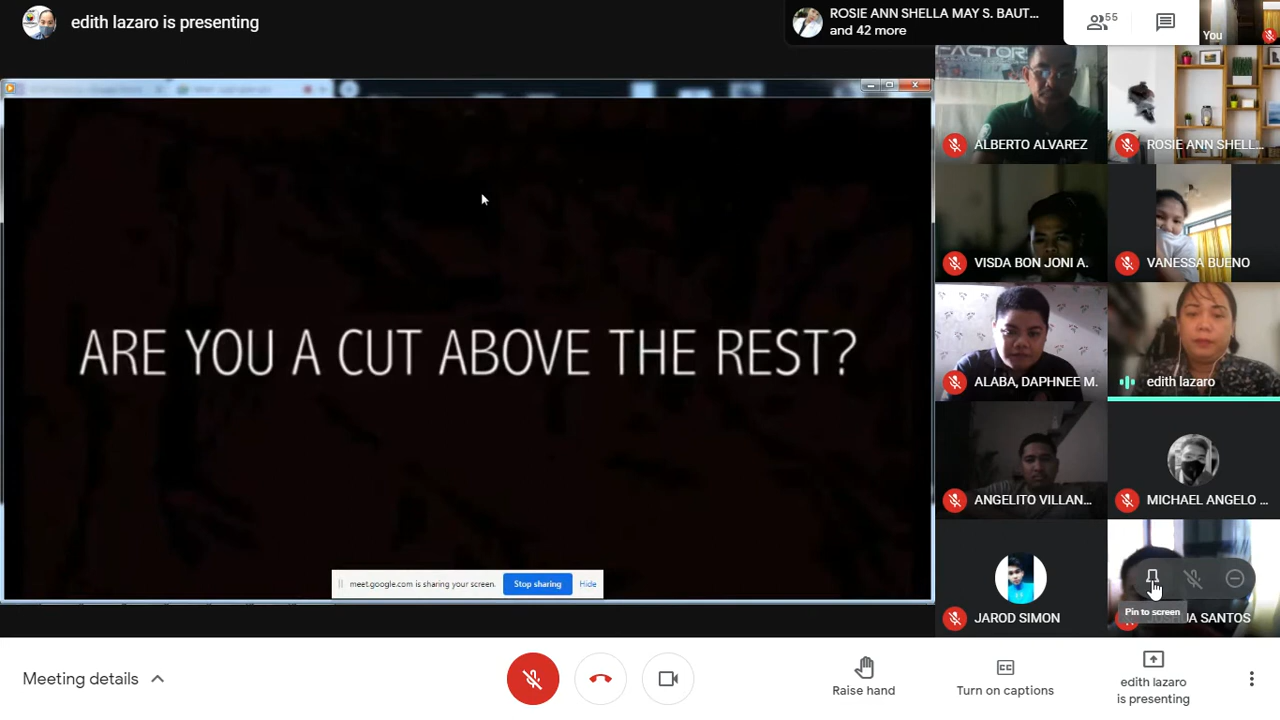 edith lazaro is presenting
ROSIE ANN SHELLA MAY S. BAUT...
and 42 more
55
You
FACTOR
ALBERTO ALVAREZ
ROSIE ANN SHELL...
VISDA BON JONI A.
VANESSA BUENO
ARE YOU A CUT ABOVE THE REST?
ALABA, DAPHNEE M.
edith lazaro
ANGELITO VILLAN...
MICHAEL ANGELO ...
meet.google.com is sharing your screen.
Stop sharing
Hide
JAROD SIMON
Pin to screen
JOSHUA SANTOS
Meeting details
Raise hand
Turn on captions
edith lazaro
is presenting